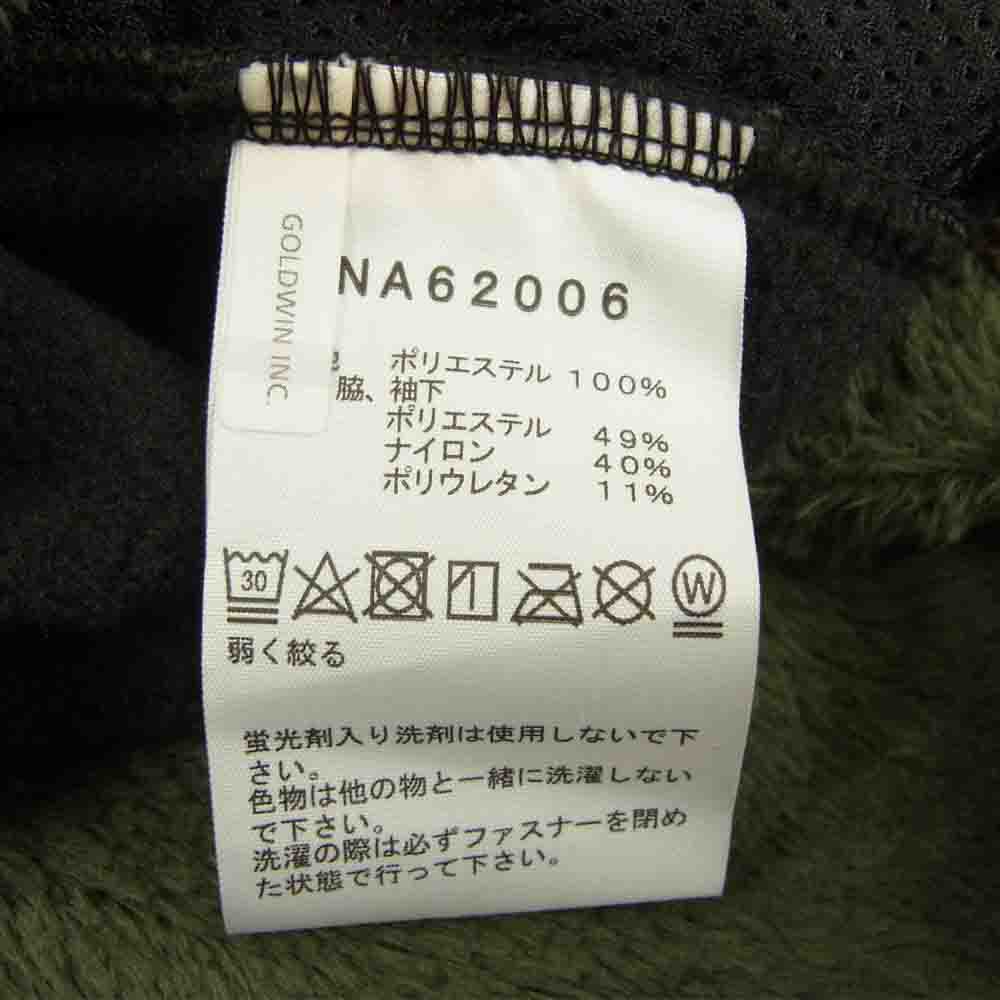 GOLDWIN INC.
NA62006
ポリエステル 100%
脇、袖下
ポリエステル 49%
ナイロン 40%
ポリウレタン 11%
30
W
弱く絞る
蛍光剤入り洗剤は使用しないで下
さい。
色物は他の物と一緒に洗濯しない
で下さい。
洗濯の際は必ずファスナーを閉め
た状態で行って下さい。